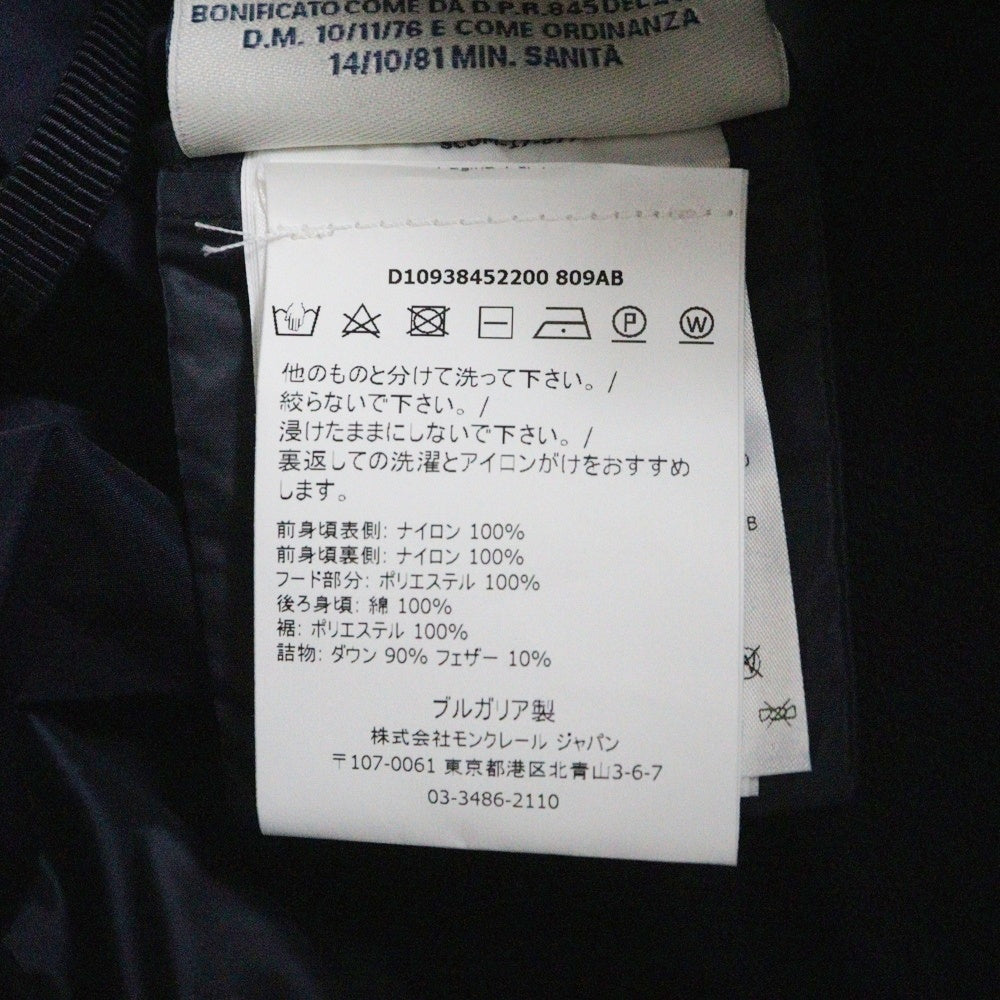 BONIFICATO COME DA D.P.R. 845
D.M. 10/11/76 E COME ORDINANZA
14/10/81 MIN. SANITÀ
D10938452200 809AB
P W
他のものと分けて洗って下さい。/
絞らないで下さい。/
浸けたままにしないで下さい。/
裏返しての洗濯とアイロンがけをおすすめ
します。
前身頃表側: ナイロン 100%
前身頃裏側: ナイロン 100%
フード部分: ポリエステル 100%
後ろ身頃: 綿 100%
裾: ポリエステル 100%
詰物: ダウン 90% フェザー 10%
ブルガリア製
株式会社モンクレール ジャパン
〒107-0061 東京都港区北青山3-6-7
03-3486-2110
B